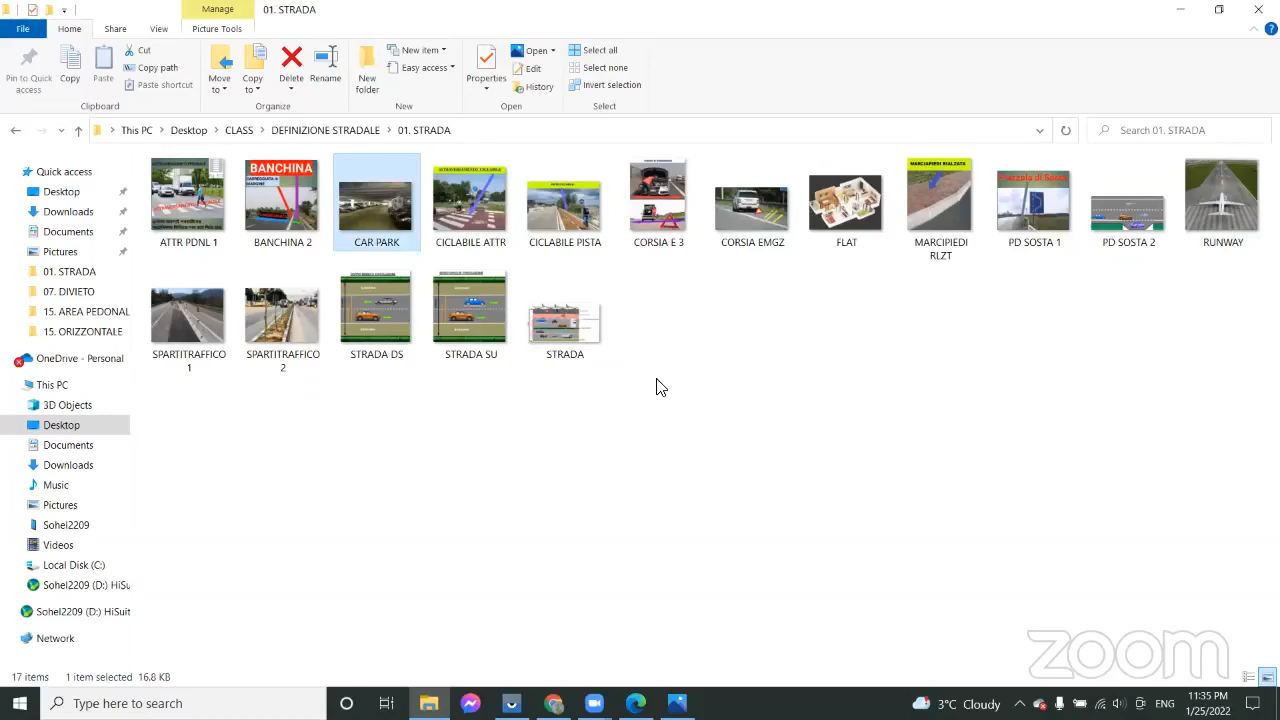 Manage
01. STRADA
File
Home
Share
View
Picture Tools
Pin to Quick access
Copy
Paste
Cut
Copy path
Paste shortcut
Clipboard
Move to
Copy to
Delete
Rename
Organize
New folder
New item
Easy access
New
Properties
Open
Edit
History
Open
Select all
Select none
Invert selection
Select
This PC
Desktop
CLASS
DEFINIZIONE STRADALE
01. STRADA
Search 01. STRADA
Quick access
Desktop
Downloads
Documents
Pictures
01. STRADA
07. DIVIETO
15. AREA PEDONAL
15. ORIZZONTALE
OneDrive - Personal
This PC
3D Objects
Desktop
Documents
Downloads
Music
Pictures
Sohel2209
Videos
Local Disk (C:)
Sohel2209 (D:) HiSu
Sohel2209 (D:) HiSuit
Network
BANCHINA
MARCIAPIEDI RIALZATA
Piazzola di Sosta
ATTR PDNL 1
BANCHINA 2
CAR PARK
CICLABILE ATTR
CICLABILE PISTA
CORSIA E 3
CORSIA EMGZ
FLAT
MARCIPIEDI RLZT
PD SOSTA 1
PD SOSTA 2
RUNWAY
SPARTITRAFFICO 1
SPARTITRAFFICO 2
STRADA DS
STRADA SU
STRADA
zoom
17 items
1 item selected
16.8 KB
Type here to search
3°C Cloudy
ENG
11:35 PM
1/25/2022